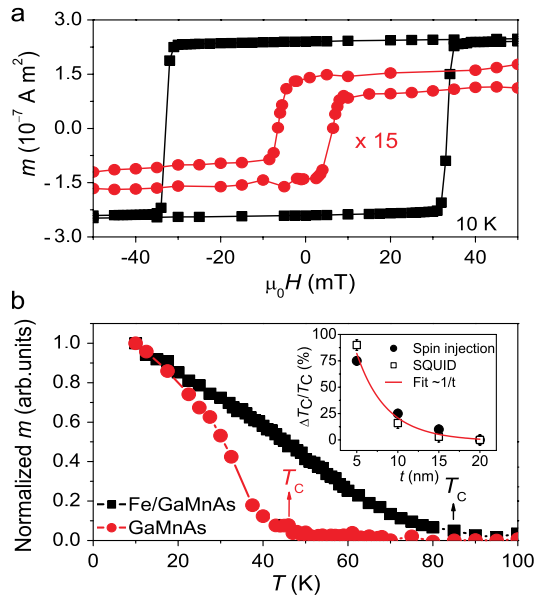 a
3.0
1.5
0.0
-1.5
-3.0
m (10⁻⁷ A m²)
x 15
10 K
-40 -20 0 20 40
μ₀H (mT)
b
1.0
0.8
0.6
0.4
0.2
0.0
Normalized m (arb.units)
Fe/GaMnAs
GaMnAs
T_C
T_C
0 20 40 60 80 100
T (K)
100
75
50
25
0
ΔTC/TC (%)
Spin injection
SQUID
Fit ~1/t
5 10 15 20
t (nm)